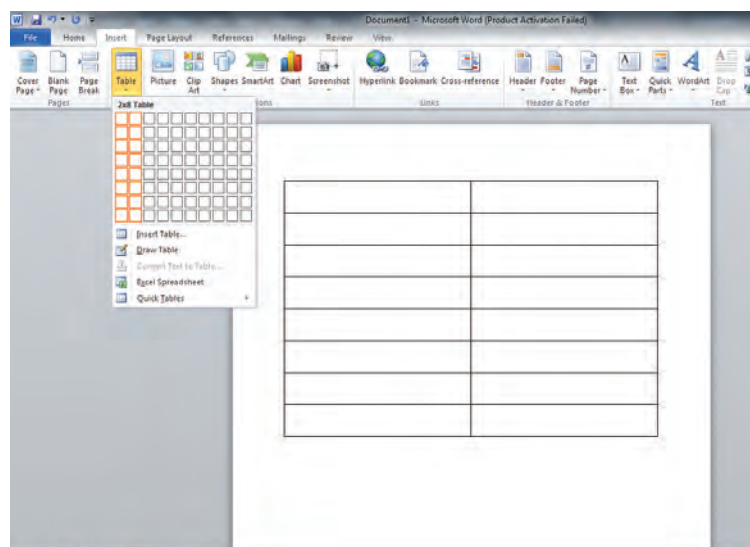 Document1 - Microsoft Word (Product Activation Failed)
File Home Insert Page Layout References Mailings Review View
Cover Page Blank Page Page Break Table Picture Clip Art Shapes SmartArt Chart Screenshot Hyperlink Bookmark Cross-reference Header Footer Page Number Text Box Quick Parts WordArt Drop Cap
Pages Links Header & Footer Text
2x8 Table
Insert Table...
Draw Table
Convert Text to Table...
Excel Spreadsheet
Quick Tables